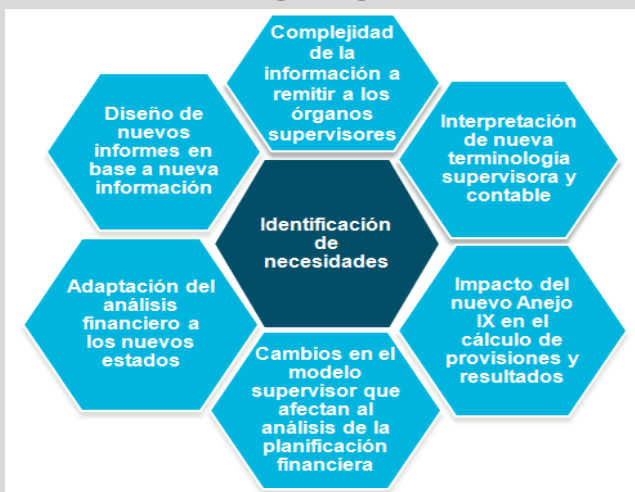 Complejidad
de la
información a
remitir a los
órganos
supervisores
Diseño de
nuevos
informes en
base a nueva
información
Interpretación
de nueva
terminología
supervisora y
contable
Identificación
de
necesidades
Adaptación del
análisis
financiero a
los nuevos
estados
Impacto del
nuevo Anejo
IX en el
cálculo de
provisiones y
resultados
Cambios en el
modelo
supervisor que
afectan al
análisis de la
planificación
financiera